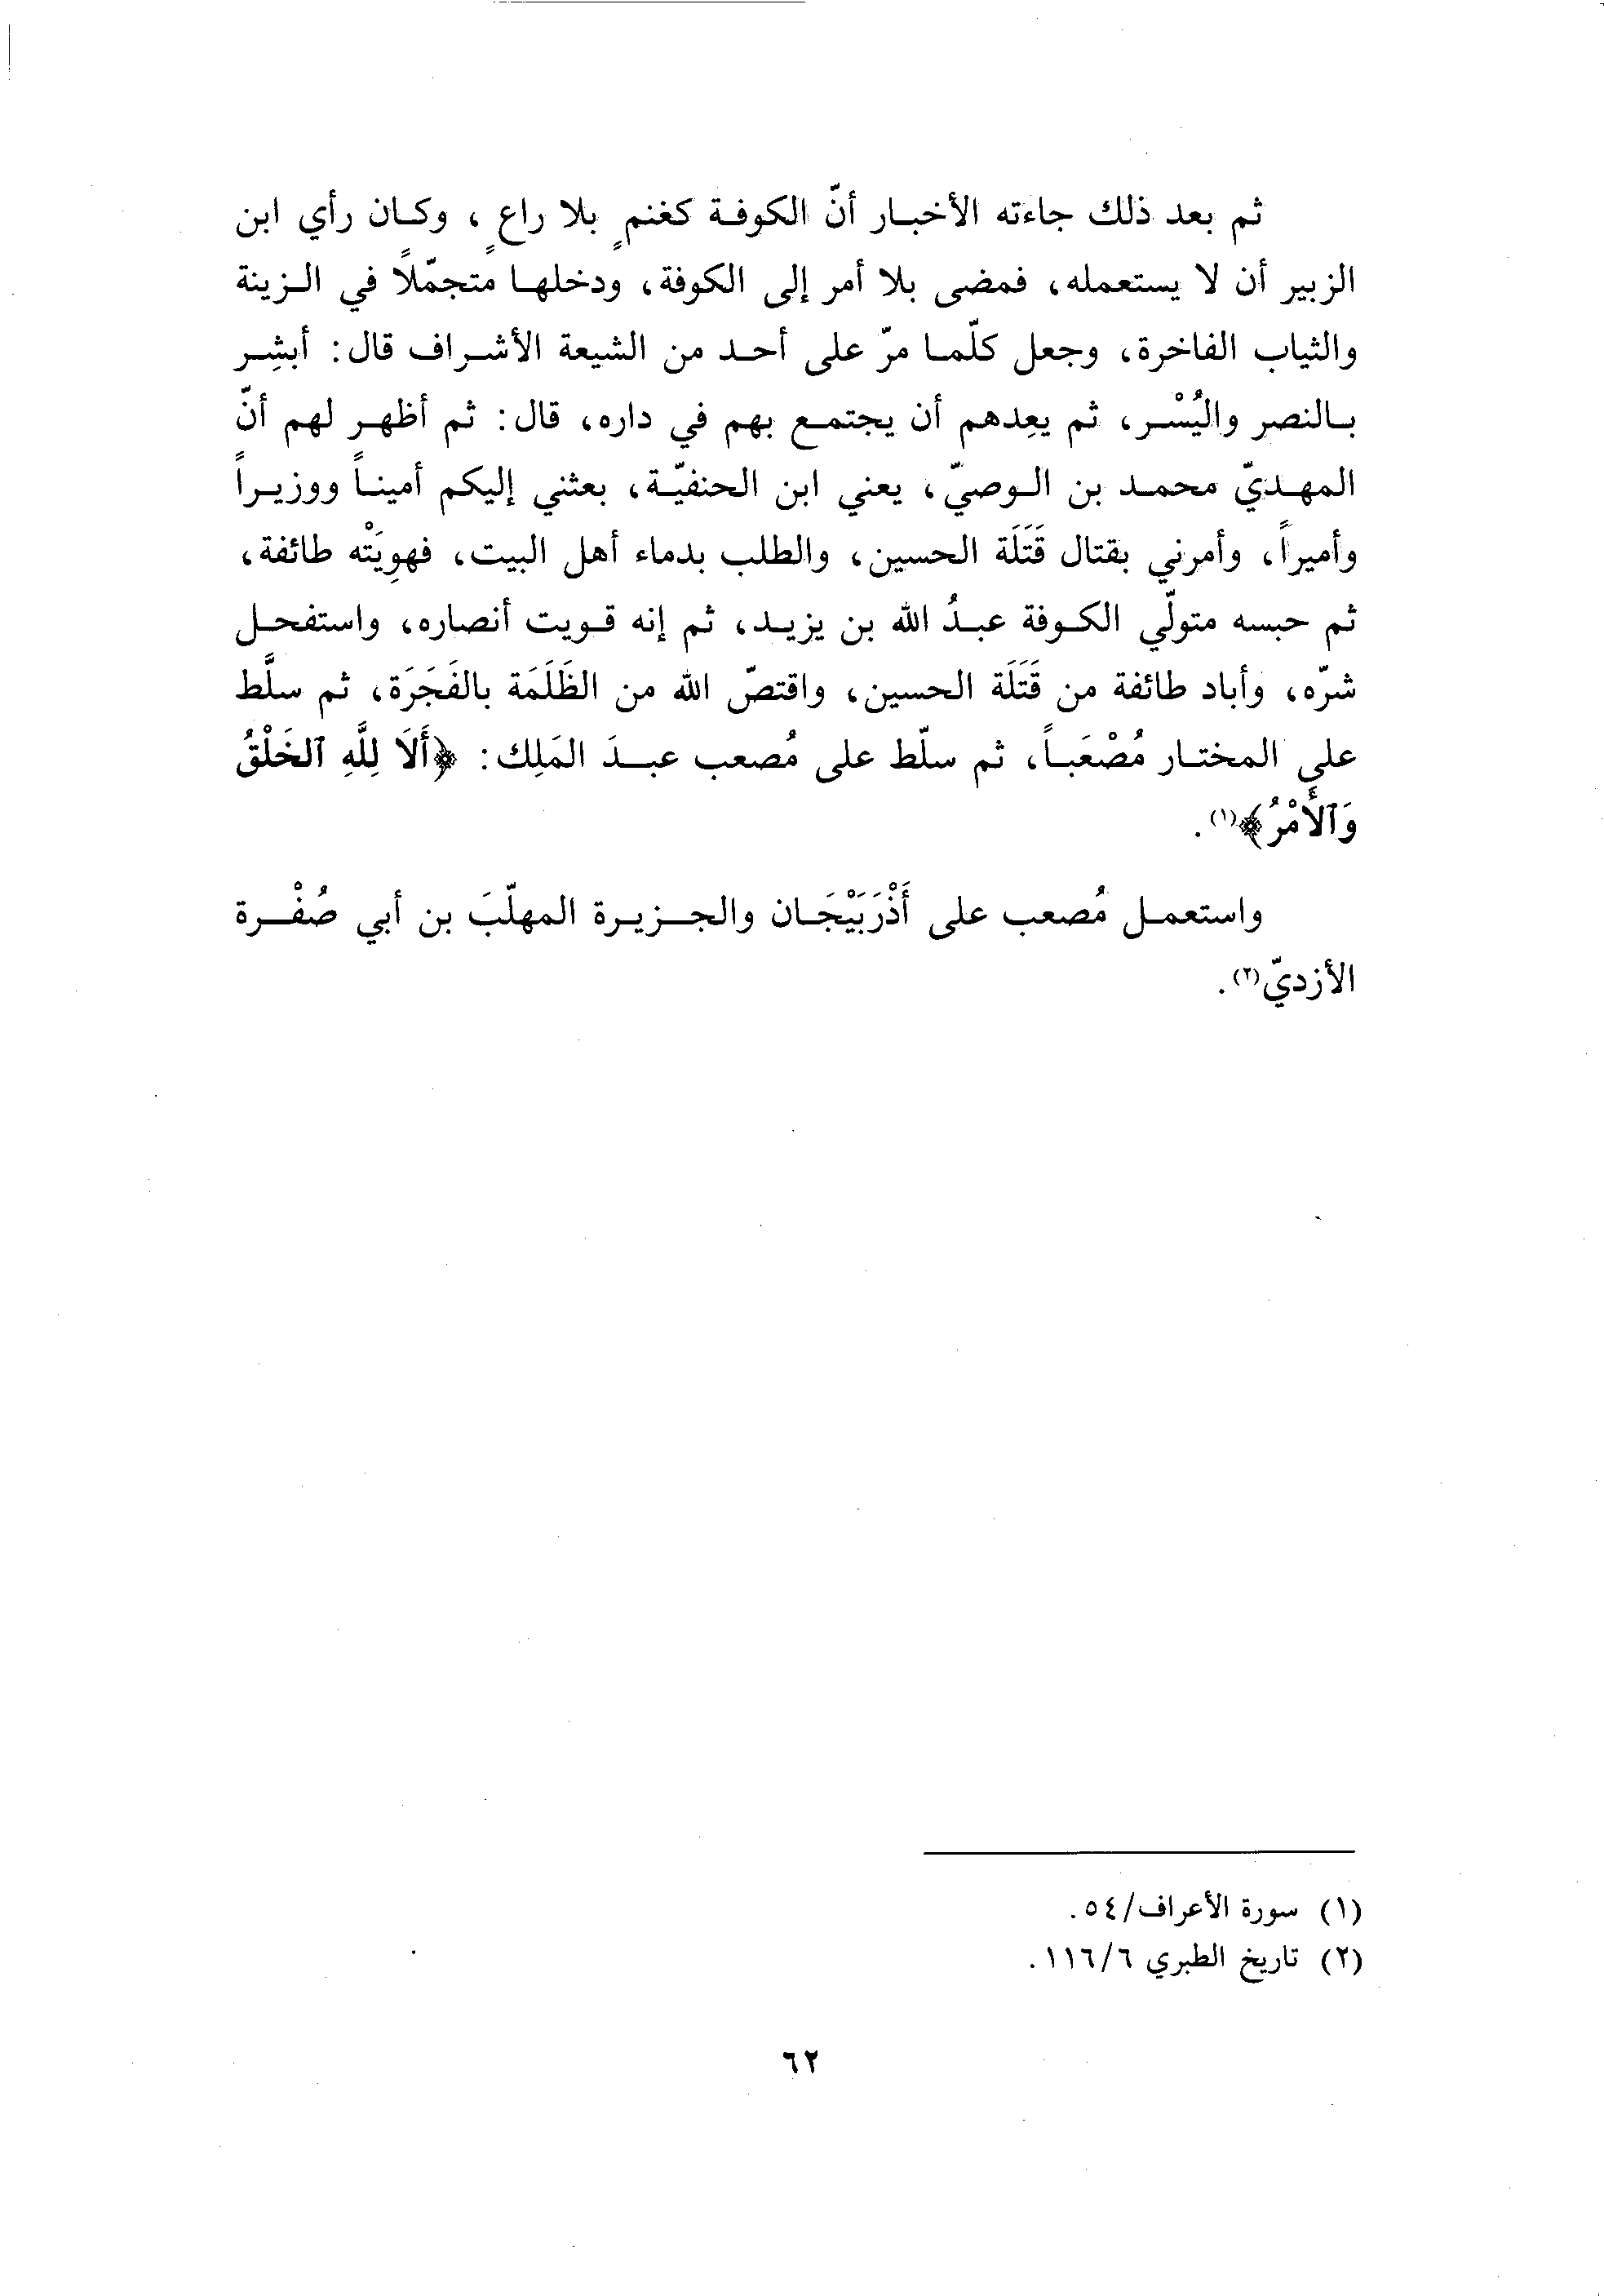 ثم بعد ذلك جاءته الأخبار أنّ الكوفة كغنمٍ بلا راعٍ، وكان رأي ابن
الزبير أن لا يستعمله، فمضى بلا أمر إلى الكوفة، ودخلها متجمّلاً في الزينة
والثياب الفاخرة، وجعل كلّما مرّ على أحد من الشيعة الأشراف قال: أبشِر
بالنصر واليُسْر، ثم يعِدهم أن يجتمع بهم في داره، قال: ثم أظهر لهم أنّ
المهديّ محمد بن الوصيّ، يعني ابن الحنفيّة، بعثني إليكم أميناً ووزيراً
وأميراً، وأمرني بقتال قَتَلَة الحسين، والطلب بدماء أهل البيت، فهوِيَتْه طائفة،
ثم حبسه متولّي الكوفة عبدُ الله بن يزيد، ثم إنه قويت أنصاره، واستفحل
شرّه، وأباد طائفة من قَتَلَة الحسين، واقتصّ الله من الظَلَمَة بالفَجَرَة، ثم سلَّط
على المختار مُصْعَباً، ثم سلّط على مُصعب عبدَ المَلِك: ﴿أَلَا لِلَّهِ ٱلخَلْقُ
وَٱلأَمْرُ﴾(١).
واستعمل مُصعب على أَذْرَبَيْجَان والجزيرة المهلّبَ بن أبي صُفْرة
الأزديّ(٢).
(١) سورة الأعراف/٥٤.
(٢) تاريخ الطبري ٦/١١٦.
٦٢